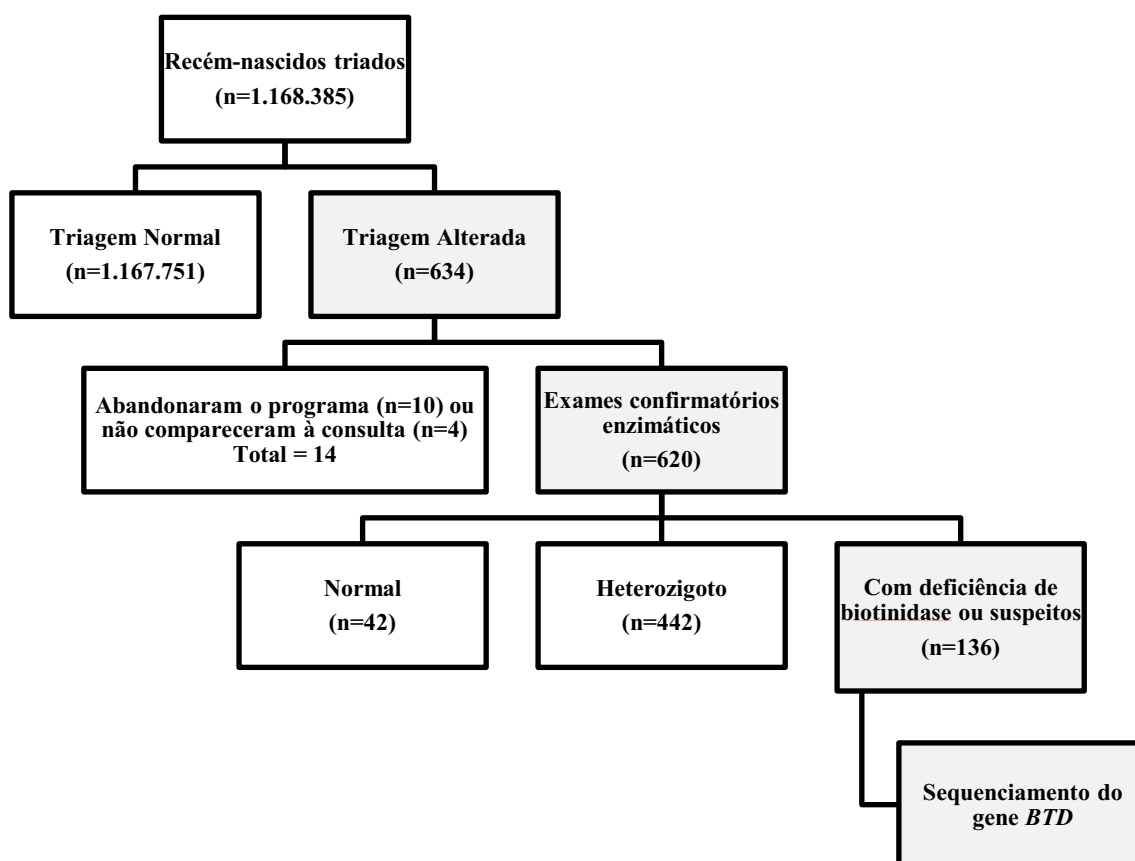 Recém-nascidos triados
(n=1.168.385)
Triagem Normal
(n=1.167.751)
Triagem Alterada
(n=634)
Abandonaram o programa (n=10) ou
não compareceram à consulta (n=4)
Total = 14
Exames confirmatórios
enzimáticos
(n=620)
Normal
(n=42)
Heterozigoto
(n=442)
Com deficiência de
biotinidase ou suspeitos
(n=136)
Sequenciamento do
gene BTD